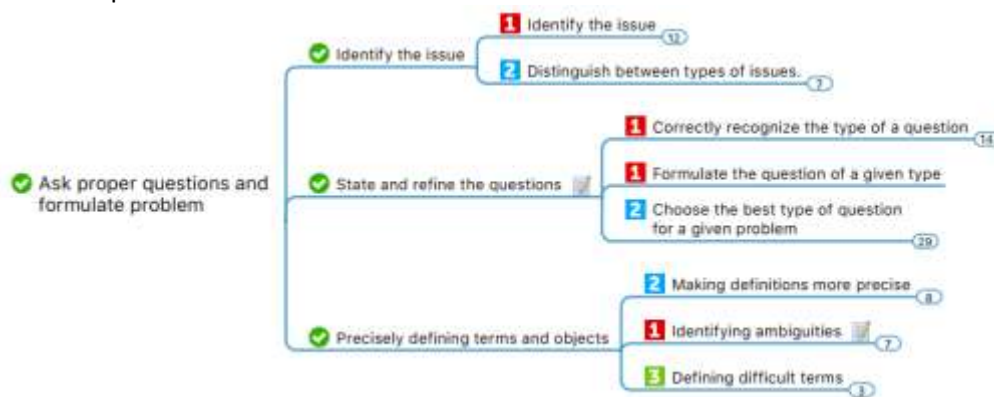 Ask proper questions and
formulate problem
Identify the issue
1 Identify the issue
12
2 Distinguish between types of issues.
7
State and refine the questions
1 Correctly recognize the type of a question
14
1 Formulate the question of a given type
2 Choose the best type of question
for a given problem
29
Precisely defining terms and objects
2 Making definitions more precise
8
1 Identifying ambiguities
7
3 Defining difficult terms
3